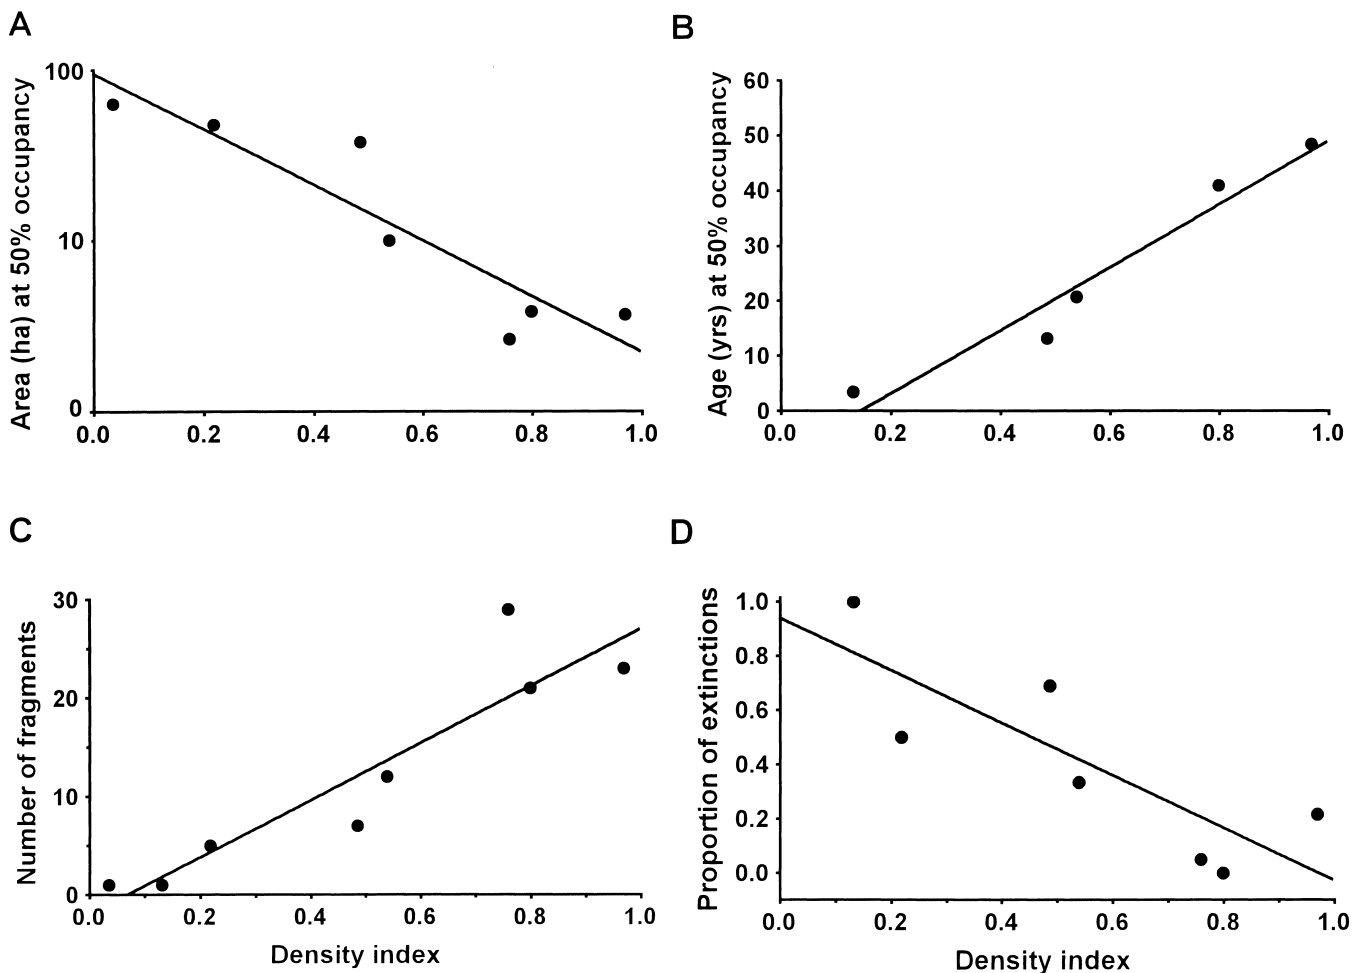 A
Area (ha) at 50% occupancy
100
10
0
0.0 0.2 0.4 0.6 0.8 1.0
B
Age (yrs) at 50% occupancy
60
50
40
30
20
10
0
0.0 0.2 0.4 0.6 0.8 1.0
C
Number of fragments
30
20
10
0
0.0 0.2 0.4 0.6 0.8 1.0
Density index
D
Proportion of extinctions
1.0
0.8
0.6
0.4
0.2
0.0
0.0 0.2 0.4 0.6 0.8 1.0
Density index